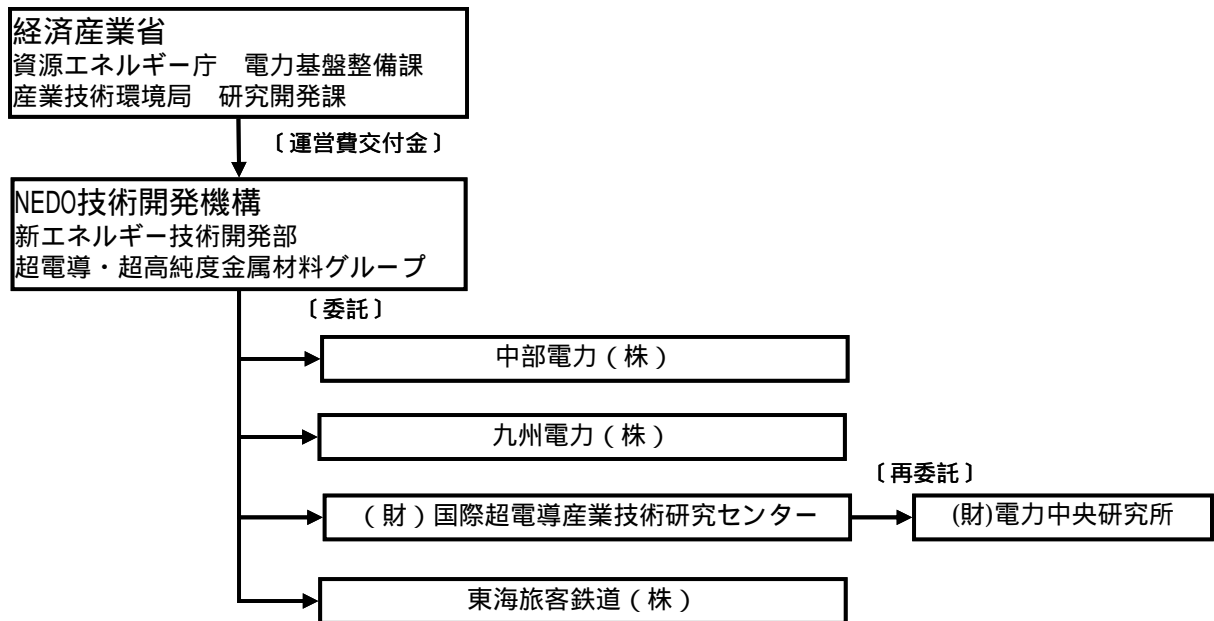 経済産業省
資源エネルギー庁　電力基盤整備課
産業技術環境局　研究開発課
〔運営費交付金〕
NEDO技術開発機構
新エネルギー技術開発部
超電導・超高純度金属材料グループ
〔委託〕
中部電力（株）
九州電力（株）
〔再委託〕
（財）国際超電導産業技術研究センター
(財)電力中央研究所
東海旅客鉄道（株）